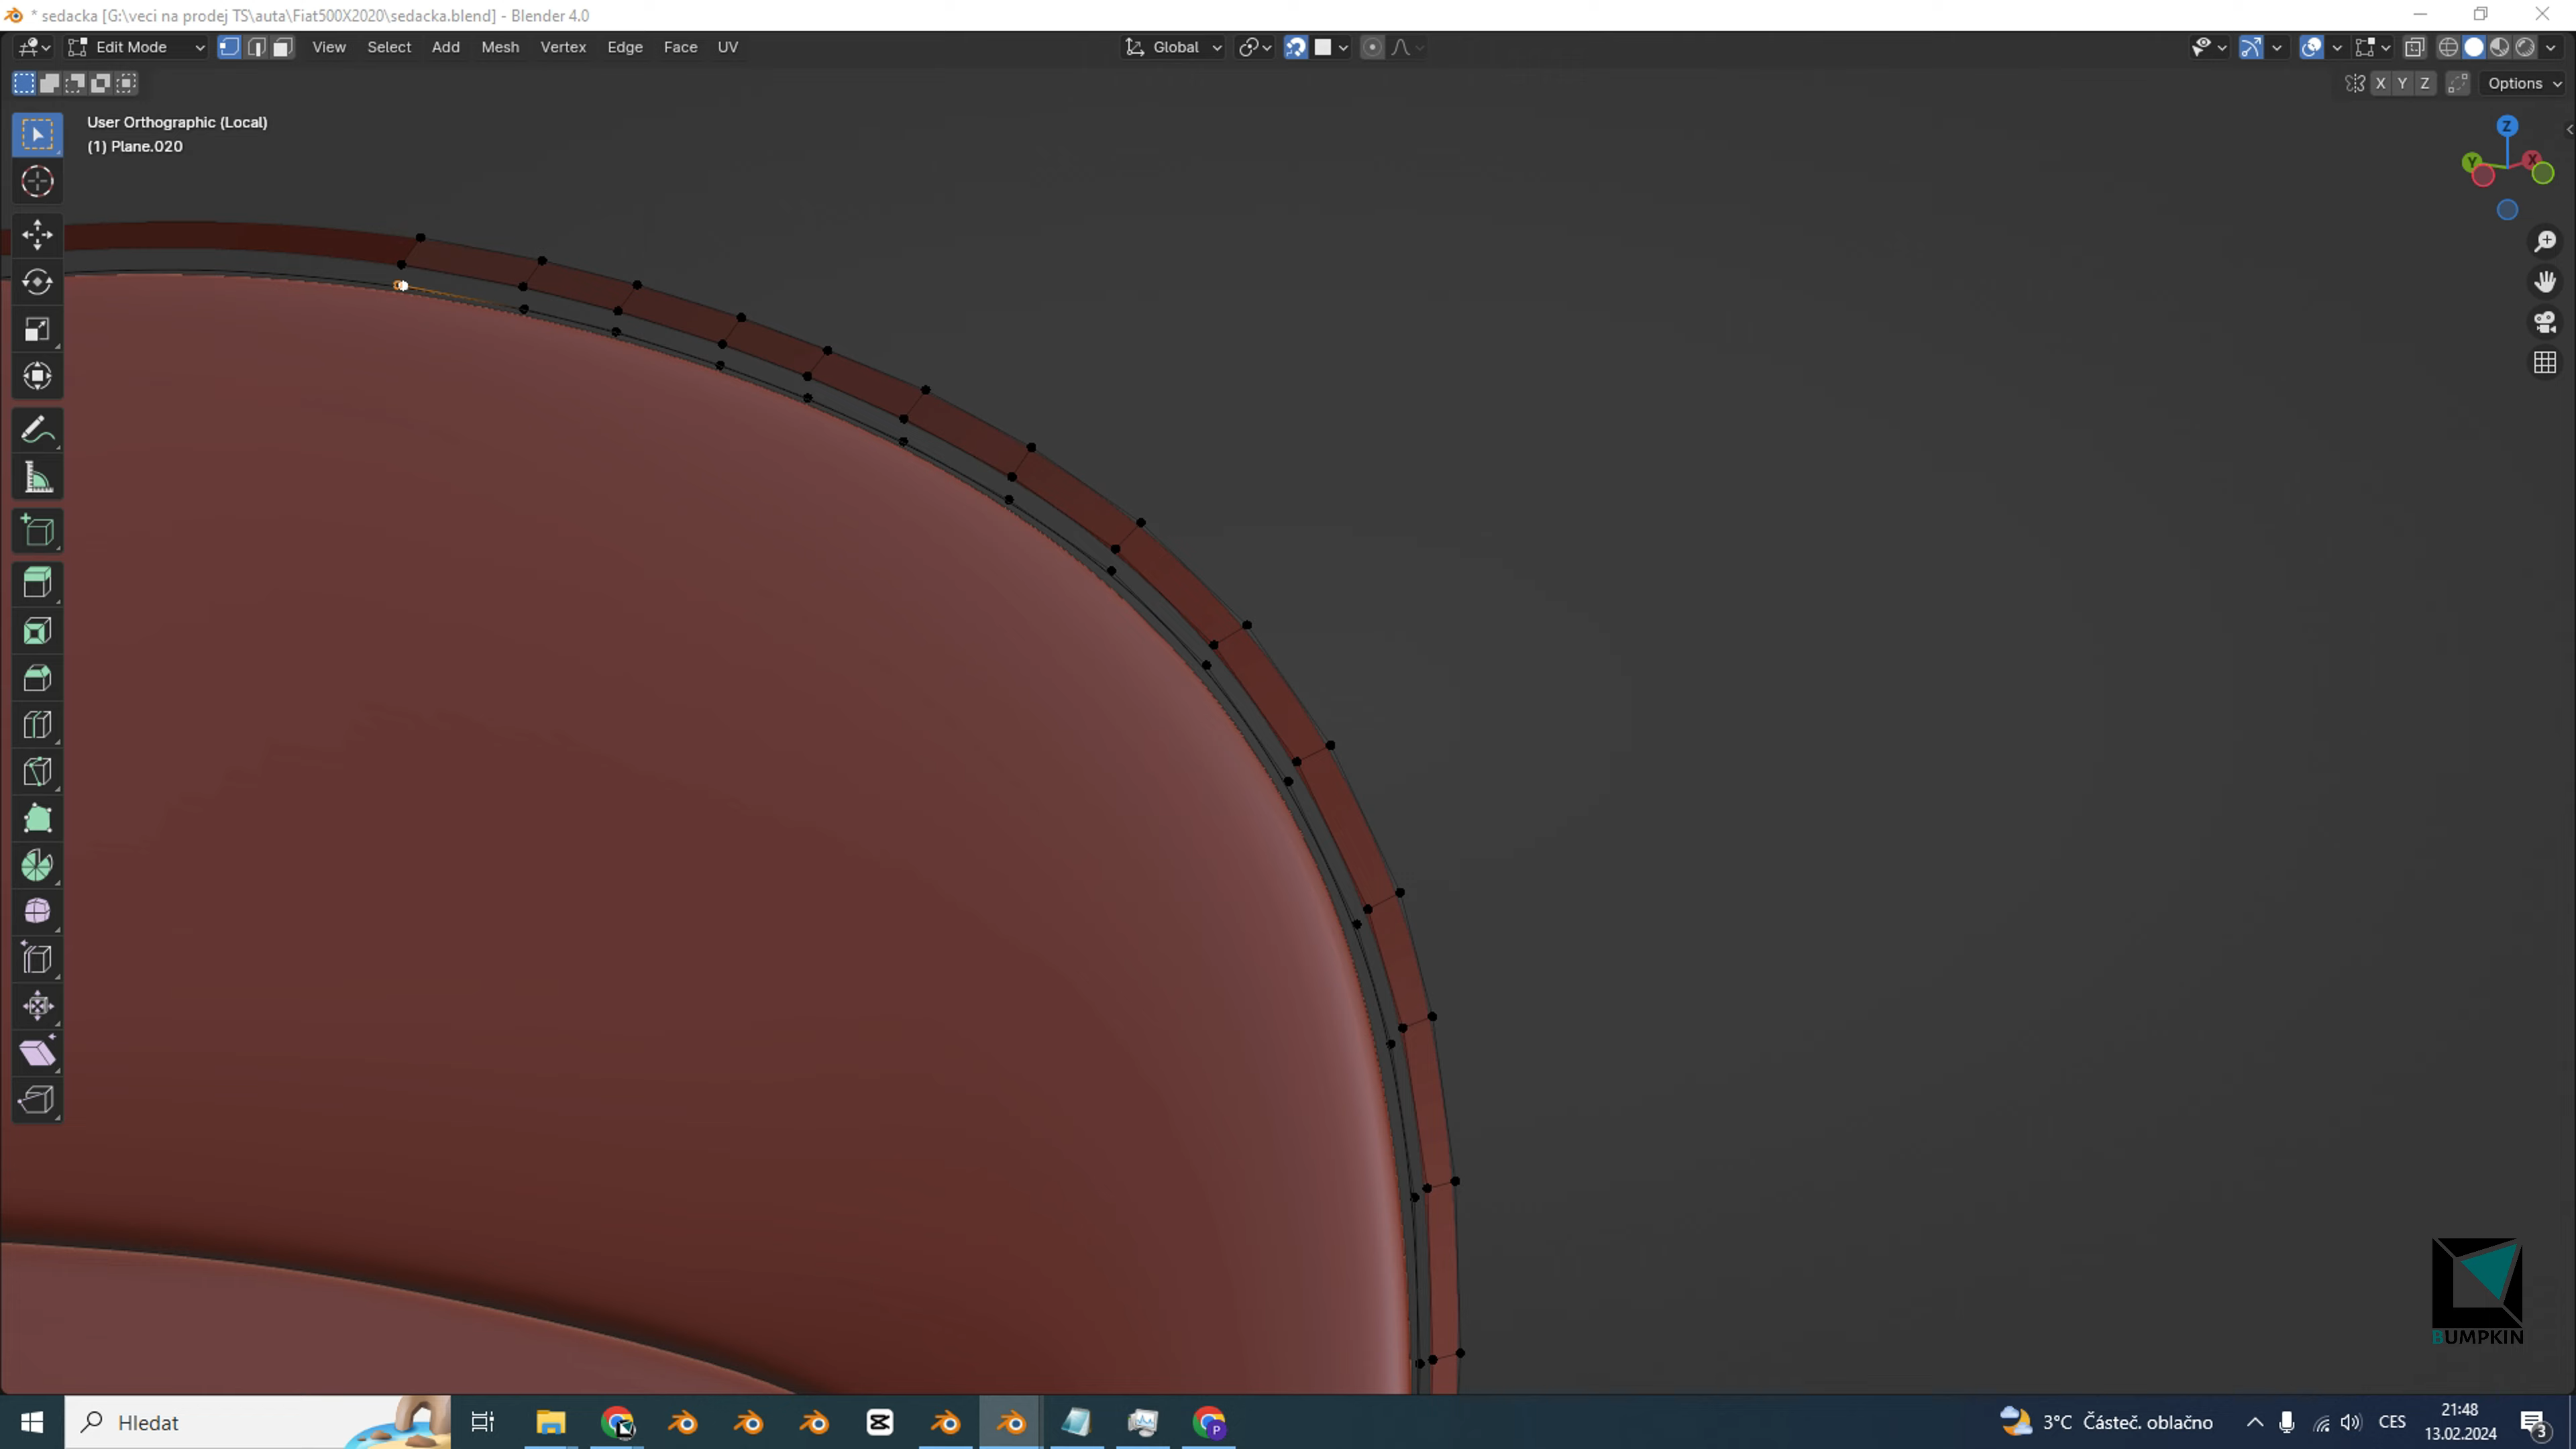 * sedacka [G:\veci na prodej TS\auta\Fiat500X2020\sedacka.blend] - Blender 4.0
Edit Mode View Select Add Mesh Vertex Edge Face UV Global
X Y Z Options
User Orthographic (Local)
(1) Plane.020
Z
Y X
BUMPKIN
Hledat
3°C Částeč. oblačno
CES
21:48
13.02.2024
3
P